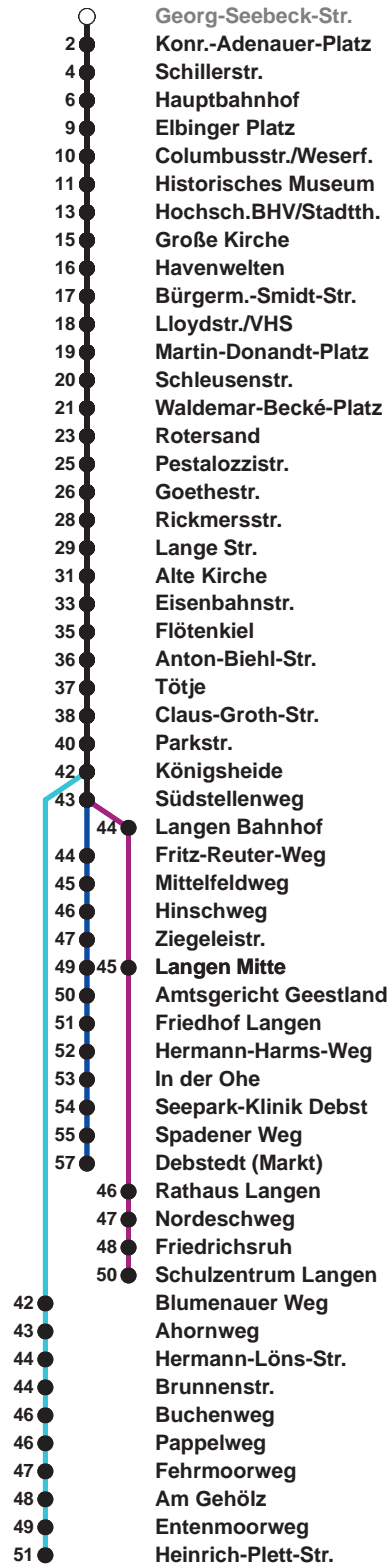 Georg-Seebeck-Str.
2 Konr.-Adenauer-Platz
4 Schillerstr.
6 Hauptbahnhof
9 Elbinger Platz
10 Columbusstr./Weserf.
11 Historisches Museum
13 Hochsch.BHV/Stadtth.
15 Große Kirche
16 Havenwelten
17 Bürgerm.-Smidt-Str.
18 Lloydstr./VHS
19 Martin-Donandt-Platz
20 Schleusenstr.
21 Waldemar-Becké-Platz
23 Rotersand
25 Pestalozzistr.
26 Goethestr.
28 Rickmersstr.
29 Lange Str.
31 Alte Kirche
33 Eisenbahnstr.
35 Flötenkiel
36 Anton-Biehl-Str.
37 Tötje
38 Claus-Groth-Str.
40 Parkstr.
42 Königsheide
43 Südstellenweg
44 Langen Bahnhof
44 Fritz-Reuter-Weg
45 Mittelfeldweg
46 Hinschweg
47 Ziegeleistr.
49 45 Langen Mitte
50 Amtsgericht Geestland
51 Friedhof Langen
52 Hermann-Harms-Weg
53 In der Ohe
54 Seepark-Klinik Debst
55 Spadener Weg
57 Debstedt (Markt)
46 Rathaus Langen
47 Nordeschweg
48 Friedrichsruh
50 Schulzentrum Langen
42 Blumenauer Weg
43 Ahornweg
44 Hermann-Löns-Str.
44 Brunnenstr.
46 Buchenweg
46 Pappelweg
47 Fehrmoorweg
48 Am Gehölz
49 Entenmoorweg
51 Heinrich-Plett-Str.